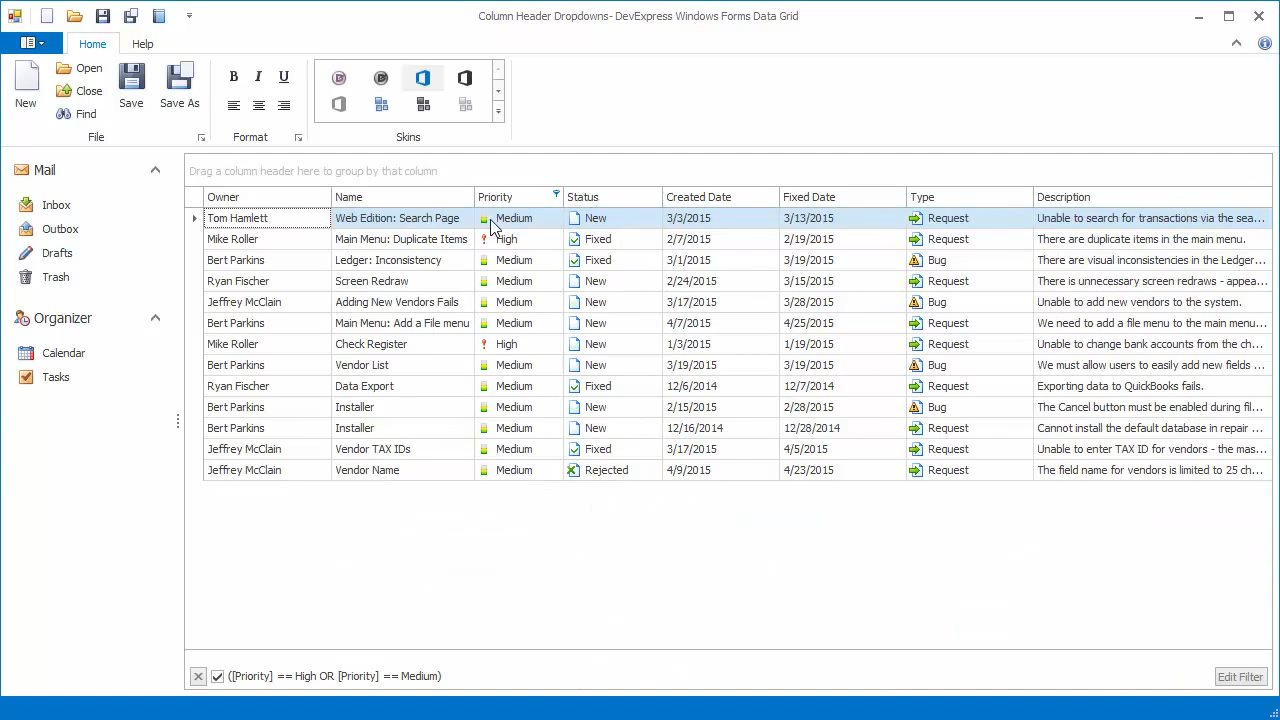 Column Header Dropdowns- DevExpress Windows Forms Data Grid
Home Help
New
Open
Close
Find
Save
Save As
File
B I U
Format
Skins
Mail
Inbox
Outbox
Drafts
Trash
Organizer
Calendar
Tasks
Drag a column header here to group by that column
Owner Name Priority Status Created Date Fixed Date Type Description
Tom Hamlett Web Edition: Search Page Medium New 3/3/2015 3/13/2015 Request Unable to search for transactions via the sea...
Mike Roller Main Menu: Duplicate Items High Fixed 2/7/2015 2/19/2015 Request There are duplicate items in the main menu.
Bert Parkins Ledger: Inconsistency Medium Fixed 3/1/2015 3/19/2015 Bug There are visual inconsistencies in the Ledger...
Ryan Fischer Screen Redraw Medium New 2/24/2015 3/15/2015 Request There is unnecessary screen redraws - appea...
Jeffrey McClain Adding New Vendors Fails Medium New 3/17/2015 3/28/2015 Bug Unable to add new vendors to the system.
Bert Parkins Main Menu: Add a File menu Medium New 4/7/2015 4/25/2015 Request We need to add a file menu to the main menu...
Mike Roller Check Register High New 1/3/2015 1/19/2015 Request Unable to change bank accounts from the ch...
Bert Parkins Vendor List Medium New 3/19/2015 3/19/2015 Bug We must allow users to easily add new fields ...
Ryan Fischer Data Export Medium Fixed 12/6/2014 12/7/2014 Request Exporting data to QuickBooks fails.
Bert Parkins Installer Medium New 2/15/2015 2/28/2015 Bug The Cancel button must be enabled during fil...
Bert Parkins Installer Medium New 12/16/2014 12/28/2014 Request Cannot install the default database in repair ...
Jeffrey McClain Vendor TAX IDs Medium Fixed 3/17/2015 4/5/2015 Request Unable to enter TAX ID for vendors - the mas...
Jeffrey McClain Vendor Name Medium Rejected 4/9/2015 4/23/2015 Request The field name for vendors is limited to 25 ch...
([Priority] == High OR [Priority] == Medium)
Edit Filter